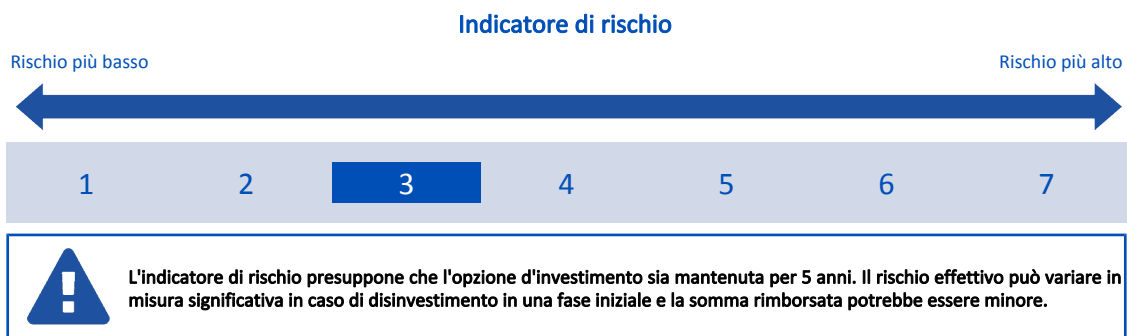 Indicatore di rischio
Rischio più basso
Rischio più alto
1 2 3 4 5 6 7
L'indicatore di rischio presuppone che l'opzione d'investimento sia mantenuta per 5 anni. Il rischio effettivo può variare in
misura significativa in caso di disinvestimento in una fase iniziale e la somma rimborsata potrebbe essere minore.